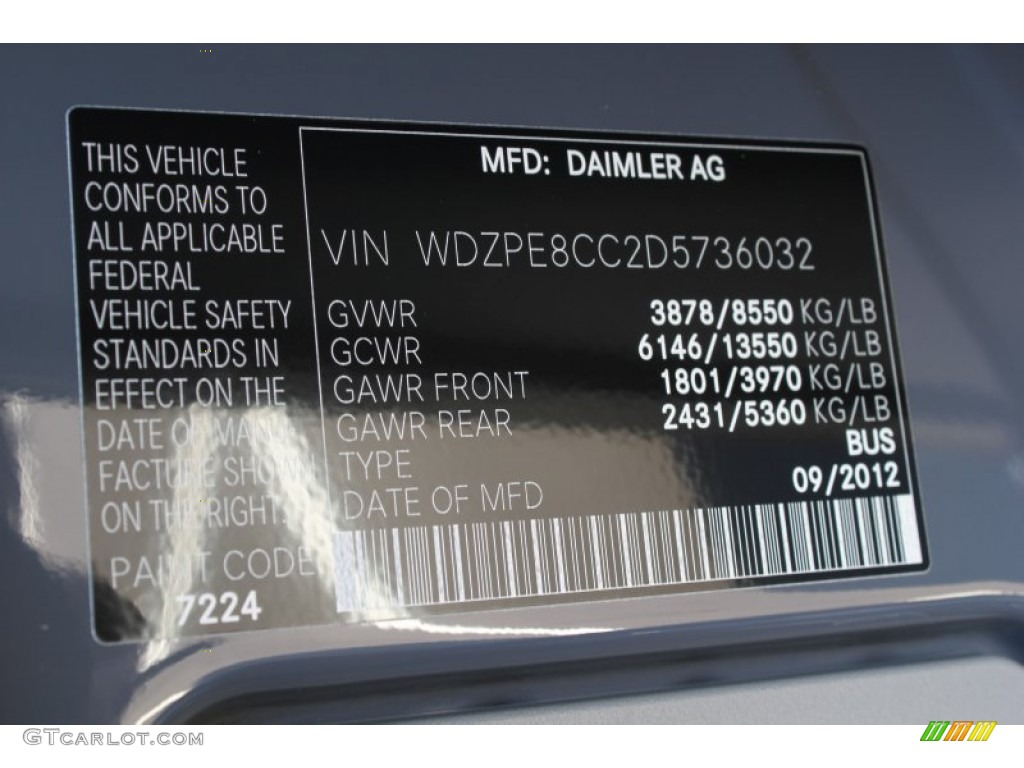 THIS VEHICLE
CONFORMS TO
ALL APPLICABLE
FEDERAL
VEHICLE SAFETY
STANDARDS IN
EFFECT ON THE
DATE OF MANU
FACTURE SHOWN
ON THE RIGHT.
PAINT CODE
7224
MFD: DAIMLER AG
VIN WDZPE8CC2D5736032
GVWR 3878/8550 KG/LB
GCWR 6146/13550 KG/LB
GAWR FRONT 1801/3970 KG/LB
GAWR REAR 2431/5360 KG/LB
TYPE BUS
DATE OF MFD 09/2012
GTCARLOT.COM